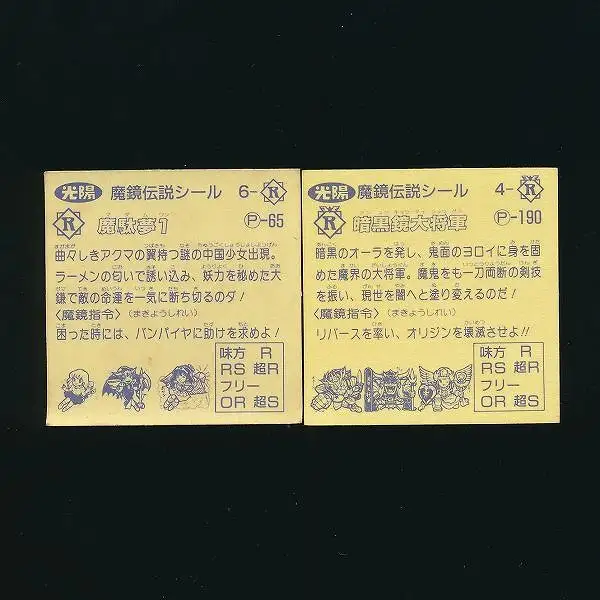 光陽 魔鏡伝説シール 6-R
R 魔駄夢1 P-65
曲々しきアクマの翼持つ謎の中国少女出現。
ラーメンの匂いで誘い込み、妖力を秘めた大
鎌で敵の命運を一気に断ち切るのダ!
〈魔鏡指令〉(まきょうしれい)
困った時には、バンパイヤに助けを求めよ!
味方 R
RS 超R
フリー
OR 超S
光陽 魔鏡伝説シール 4-R
R 暗黒鏡大将軍 P-190
暗黒のオーラを発し、鬼面のヨロイに身を固
めた魔界の大将軍。魔鬼をも一刀両断の剣技
を振い、現世を闇へと塗り変えるのだ!
〈魔鏡指令〉(まきょうしれい)
リバースを率い、オリジンを壊滅させよ!!
味方 R
RS 超R
フリー
OR 超S